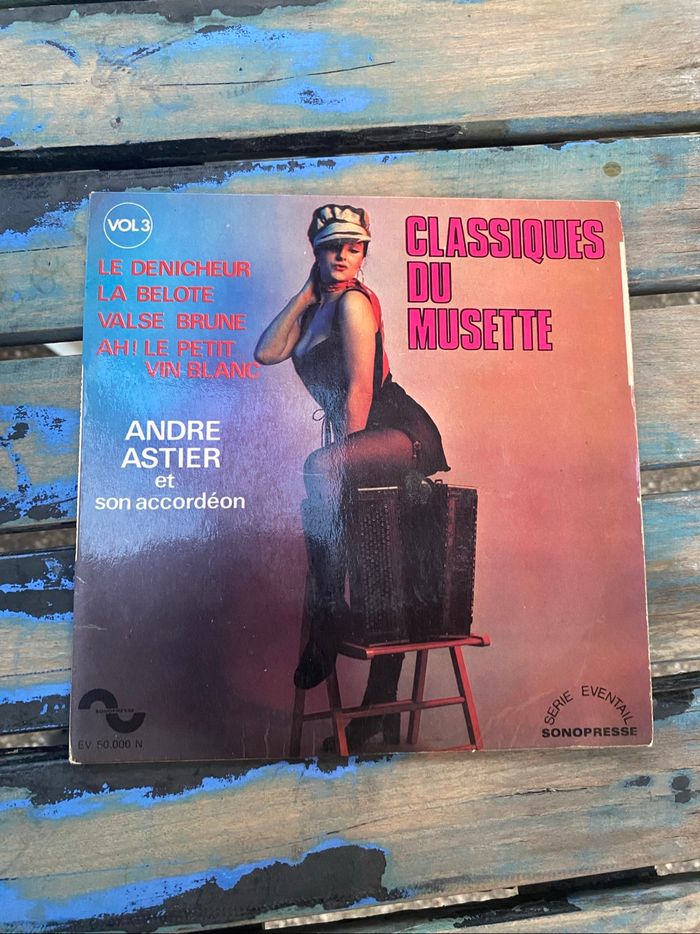 VOL 3
LE DENICHEUR
LA BELOTE
VALSE BRUNE
AH! LE PETIT
VIN BLANC
ANDRE
ASTIER
et
son accordéon
CLASSIQUES
DU
MUSETTE
SONOPRESSE
EV 50.000 N
SERIE EVENTAIL
SONOPRESSE